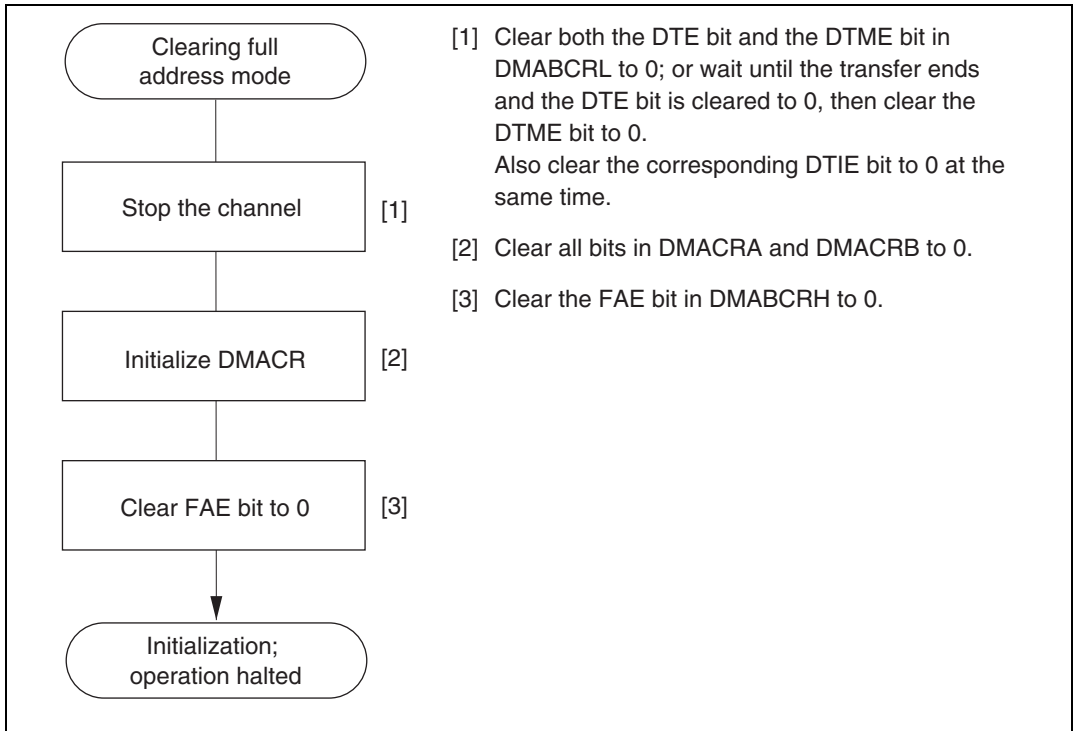 Clearing full
address mode
Stop the channel [1]
Initialize DMACR [2]
Clear FAE bit to 0 [3]
Initialization;
operation halted
[1] Clear both the DTE bit and the DTME bit in
DMABCRL to 0; or wait until the transfer ends
and the DTE bit is cleared to 0, then clear the
DTME bit to 0.
Also clear the corresponding DTIE bit to 0 at the
same time.
[2] Clear all bits in DMACRA and DMACRB to 0.
[3] Clear the FAE bit in DMABCRH to 0.